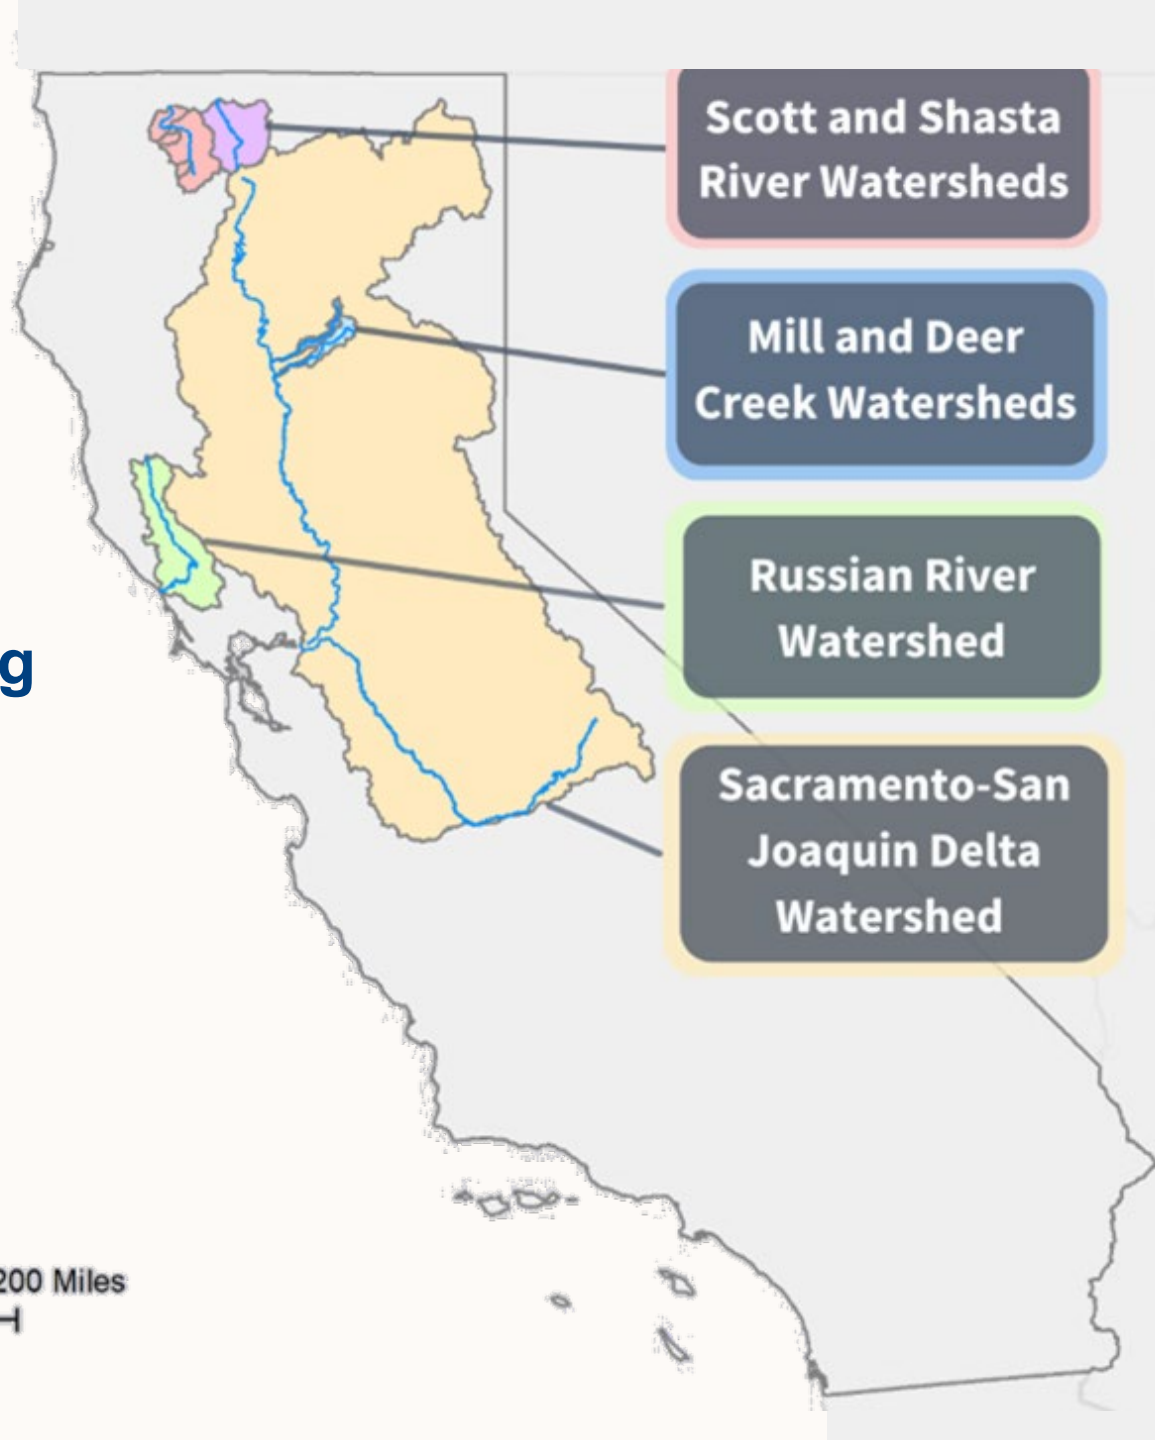 Scott and Shasta
River Watersheds
Mill and Deer
Creek Watersheds
Russian River
Watershed
g
Sacramento-San
Joaquin Delta
Watershed
200 Miles